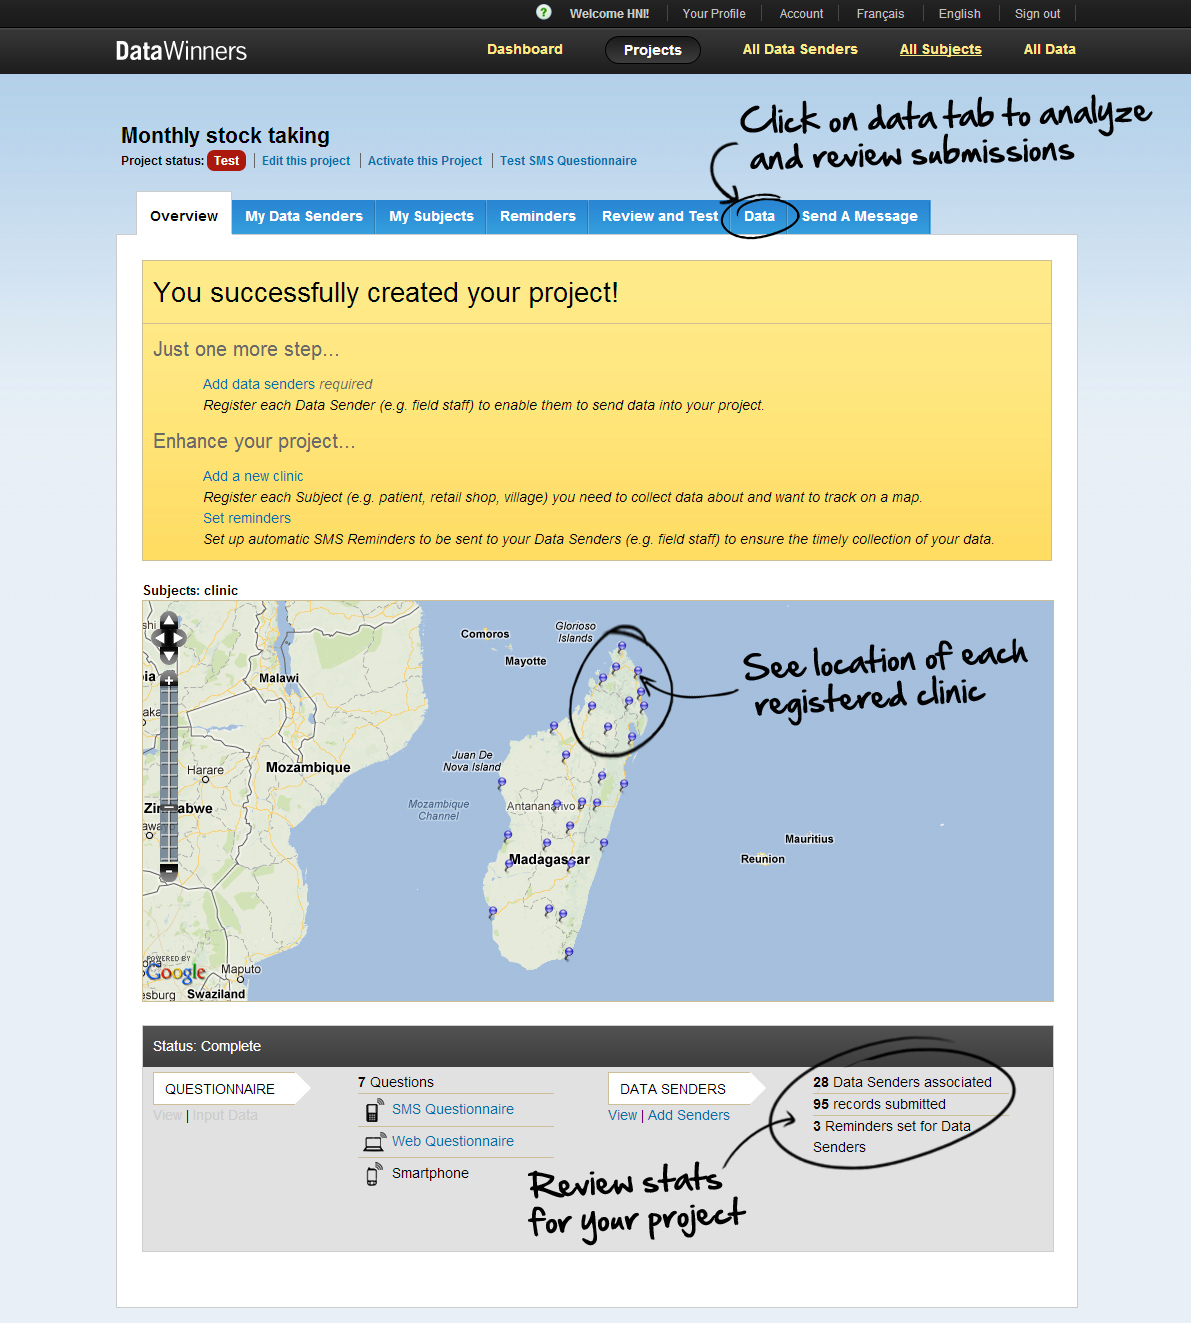 Welcome HNI!
Your Profile
Account
Français
English
Sign out
DataWinners
Dashboard
Projects
All Data Senders
All Subjects
All Data
Click on data tab to analyze
and review submissions
Monthly stock taking
Project status: Test
Edit this project
Activate this Project
Test SMS Questionnaire
Overview
My Data Senders
My Subjects
Reminders
Review and Test
Data
Send A Message
You successfully created your project!
Just one more step...
Add data senders required
Register each Data Sender (e.g. field staff) to enable them to send data into your project.
Enhance your project...
Add a new clinic
Register each Subject (e.g. patient, retail shop, village) you need to collect data about and want to track on a map.
Set reminders
Set up automatic SMS Reminders to be sent to your Data Senders (e.g. field staff) to ensure the timely collection of your data.
Subjects: clinic
Comoros
Glorioso
Islands
Mayotte
Malawi
See location of each
registered clinic
Juan De
Nova Island
Harare
Mozambique
Mozambique
Channel
Antananarivo
Zimbabwe
Madagascar
Mauritius
Reunion
POWERED BY
Google
Maputo
esburg
Swaziland
Status: Complete
QUESTIONNAIRE
View | Input Data
7 Questions
SMS Questionnaire
Web Questionnaire
Smartphone
DATA SENDERS
View | Add Senders
28 Data Senders associated
95 records submitted
3 Reminders set for Data
Senders
Review stats
for your project